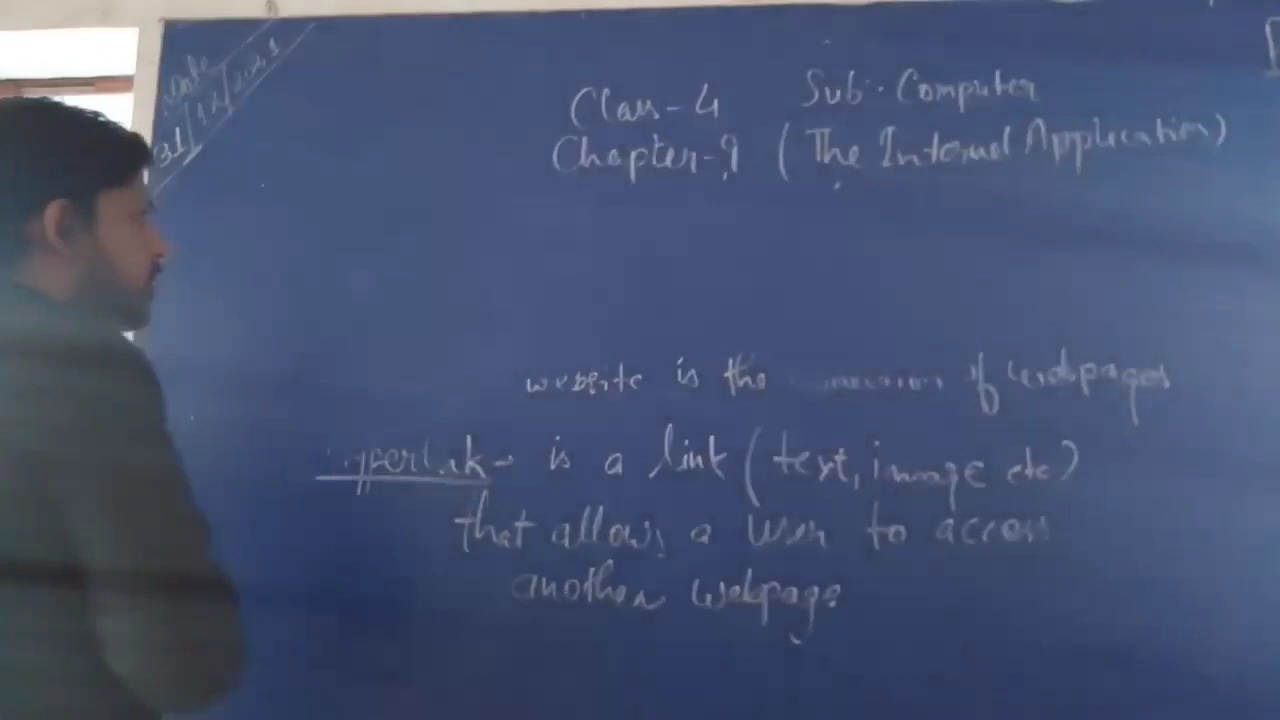 Date
31/12/2021
Class-4 Sub:- Computer
Chapter-9 (The Internet Application)
website is the of webpages
is a link (text, image etc)
that allows a user to access
another webpage